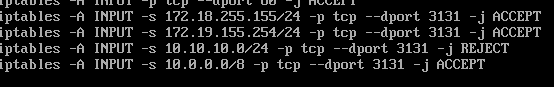 iptables -A INPUT -p tcp --dport 80 -j ACCEPT
iptables -A INPUT -s 172.18.255.155/24 -p tcp --dport 3131 -j ACCEPT
iptables -A INPUT -s 172.19.155.254/24 -p tcp --dport 3131 -j ACCEPT
iptables -A INPUT -s 10.10.10.0/24 -p tcp --dport 3131 -j REJECT
iptables -A INPUT -s 10.0.0.0/8 -p tcp --dport 3131 -j ACCEPT